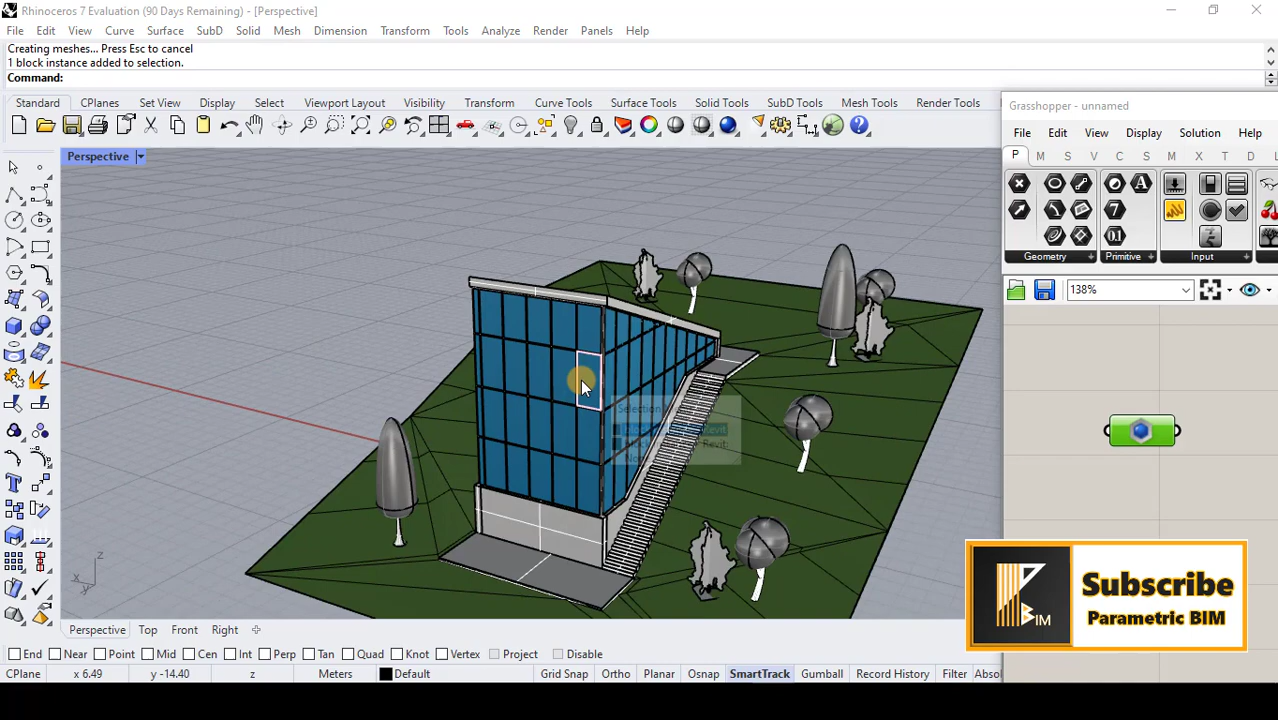 Rhinoceros 7 Evaluation (90 Days Remaining) - [Perspective]
File Edit View Curve Surface SubD Solid Mesh Dimension Transform Tools Analyze Render Panels Help
Creating meshes... Press Esc to cancel
1 block instance added to selection.
Command:
Standard CPlanes Set View Display Select Viewport Layout Visibility Transform Curve Tools Surface Tools Solid Tools SubD Tools Mesh Tools Render Tools
Perspective
Grasshopper - unnamed
File Edit View Display Solution Help
P M S V C S M X T D
Geometry Primitive Input
138%
Selection
Revit
Revit
z
x
y
Subscribe
Parametric BIM
BIM
Perspective Top Front Right
End Near Point Mid Cen Int Perp Tan Quad Knot Vertex Project Disable
CPlane x 6.49 y -14.40 z Meters Default Grid Snap Ortho Planar Osnap SmartTrack Gumball Record History Filter Absol